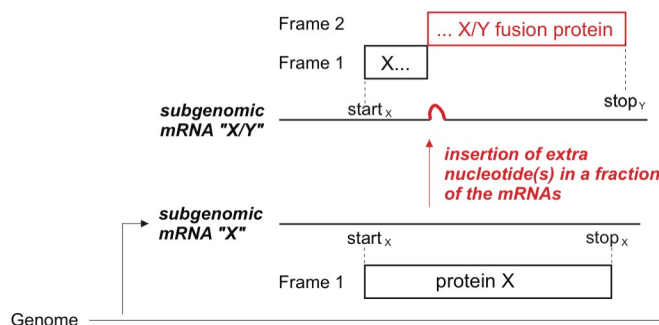 Frame 2
... X/Y fusion protein
Frame 1
X...
subgenomic
mRNA "X/Y"
start X
stop Y
insertion of extra
nucleotide(s) in a fraction
of the mRNAs
subgenomic
mRNA "X"
start X
stop X
Frame 1
protein X
Genome